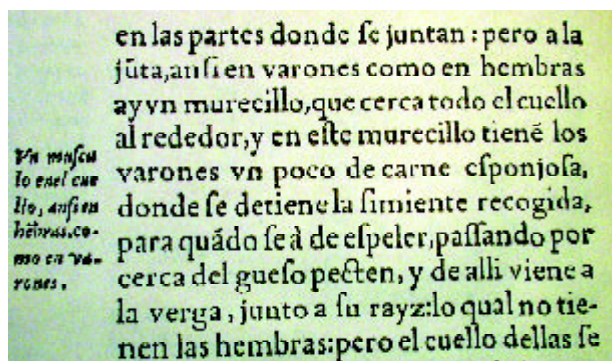 en las partes donde ſe juntan : pero a la
jũta,anſi en varones como en hembras
ay vn murecillo,que cerca todo el cuello
al rededor,y en eſte murecillo tienẽ los
varones vn poco de carne eſponjoſa,
donde ſe detiene la ſimiente recogida,
para quãdo ſe à de eſpeler,paſſando por
cerca del gueſo pecten, y de alli viene a
la verga, junto a ſu rayz:lo qual no tie-
nen las hembras:pero el cuello dellas ſe
Vn muſcu
lo enel cue
llo, anſi en
hẽbras,co-
mo en va-
rones.